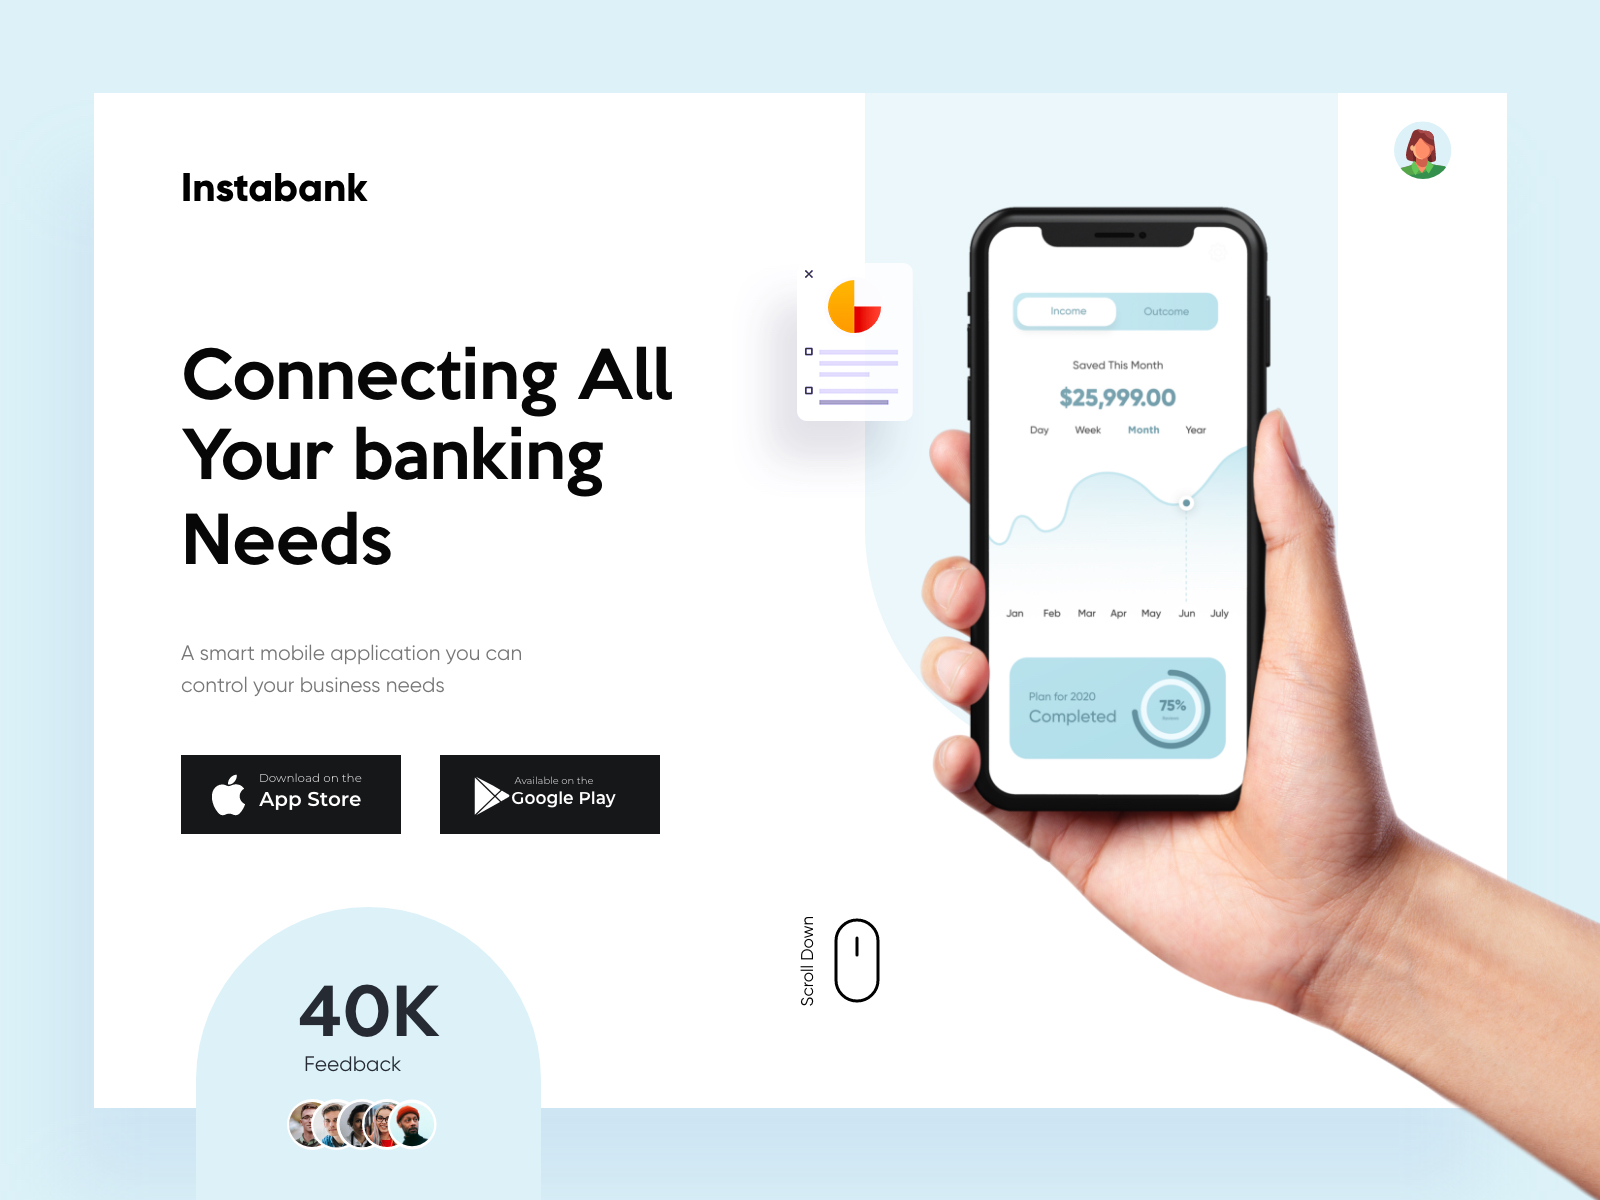 Instabank
Connecting All
Your banking
Needs
A smart mobile application you can
control your business needs
Download on the
App Store
Available on the
Google Play
40K
Feedback
Scroll Down
Income
Outcome
Saved This Month
$25,999.00
Day Week Month Year
Jan Feb Mar Apr May Jun July
Plan for 2020
Completed
75%